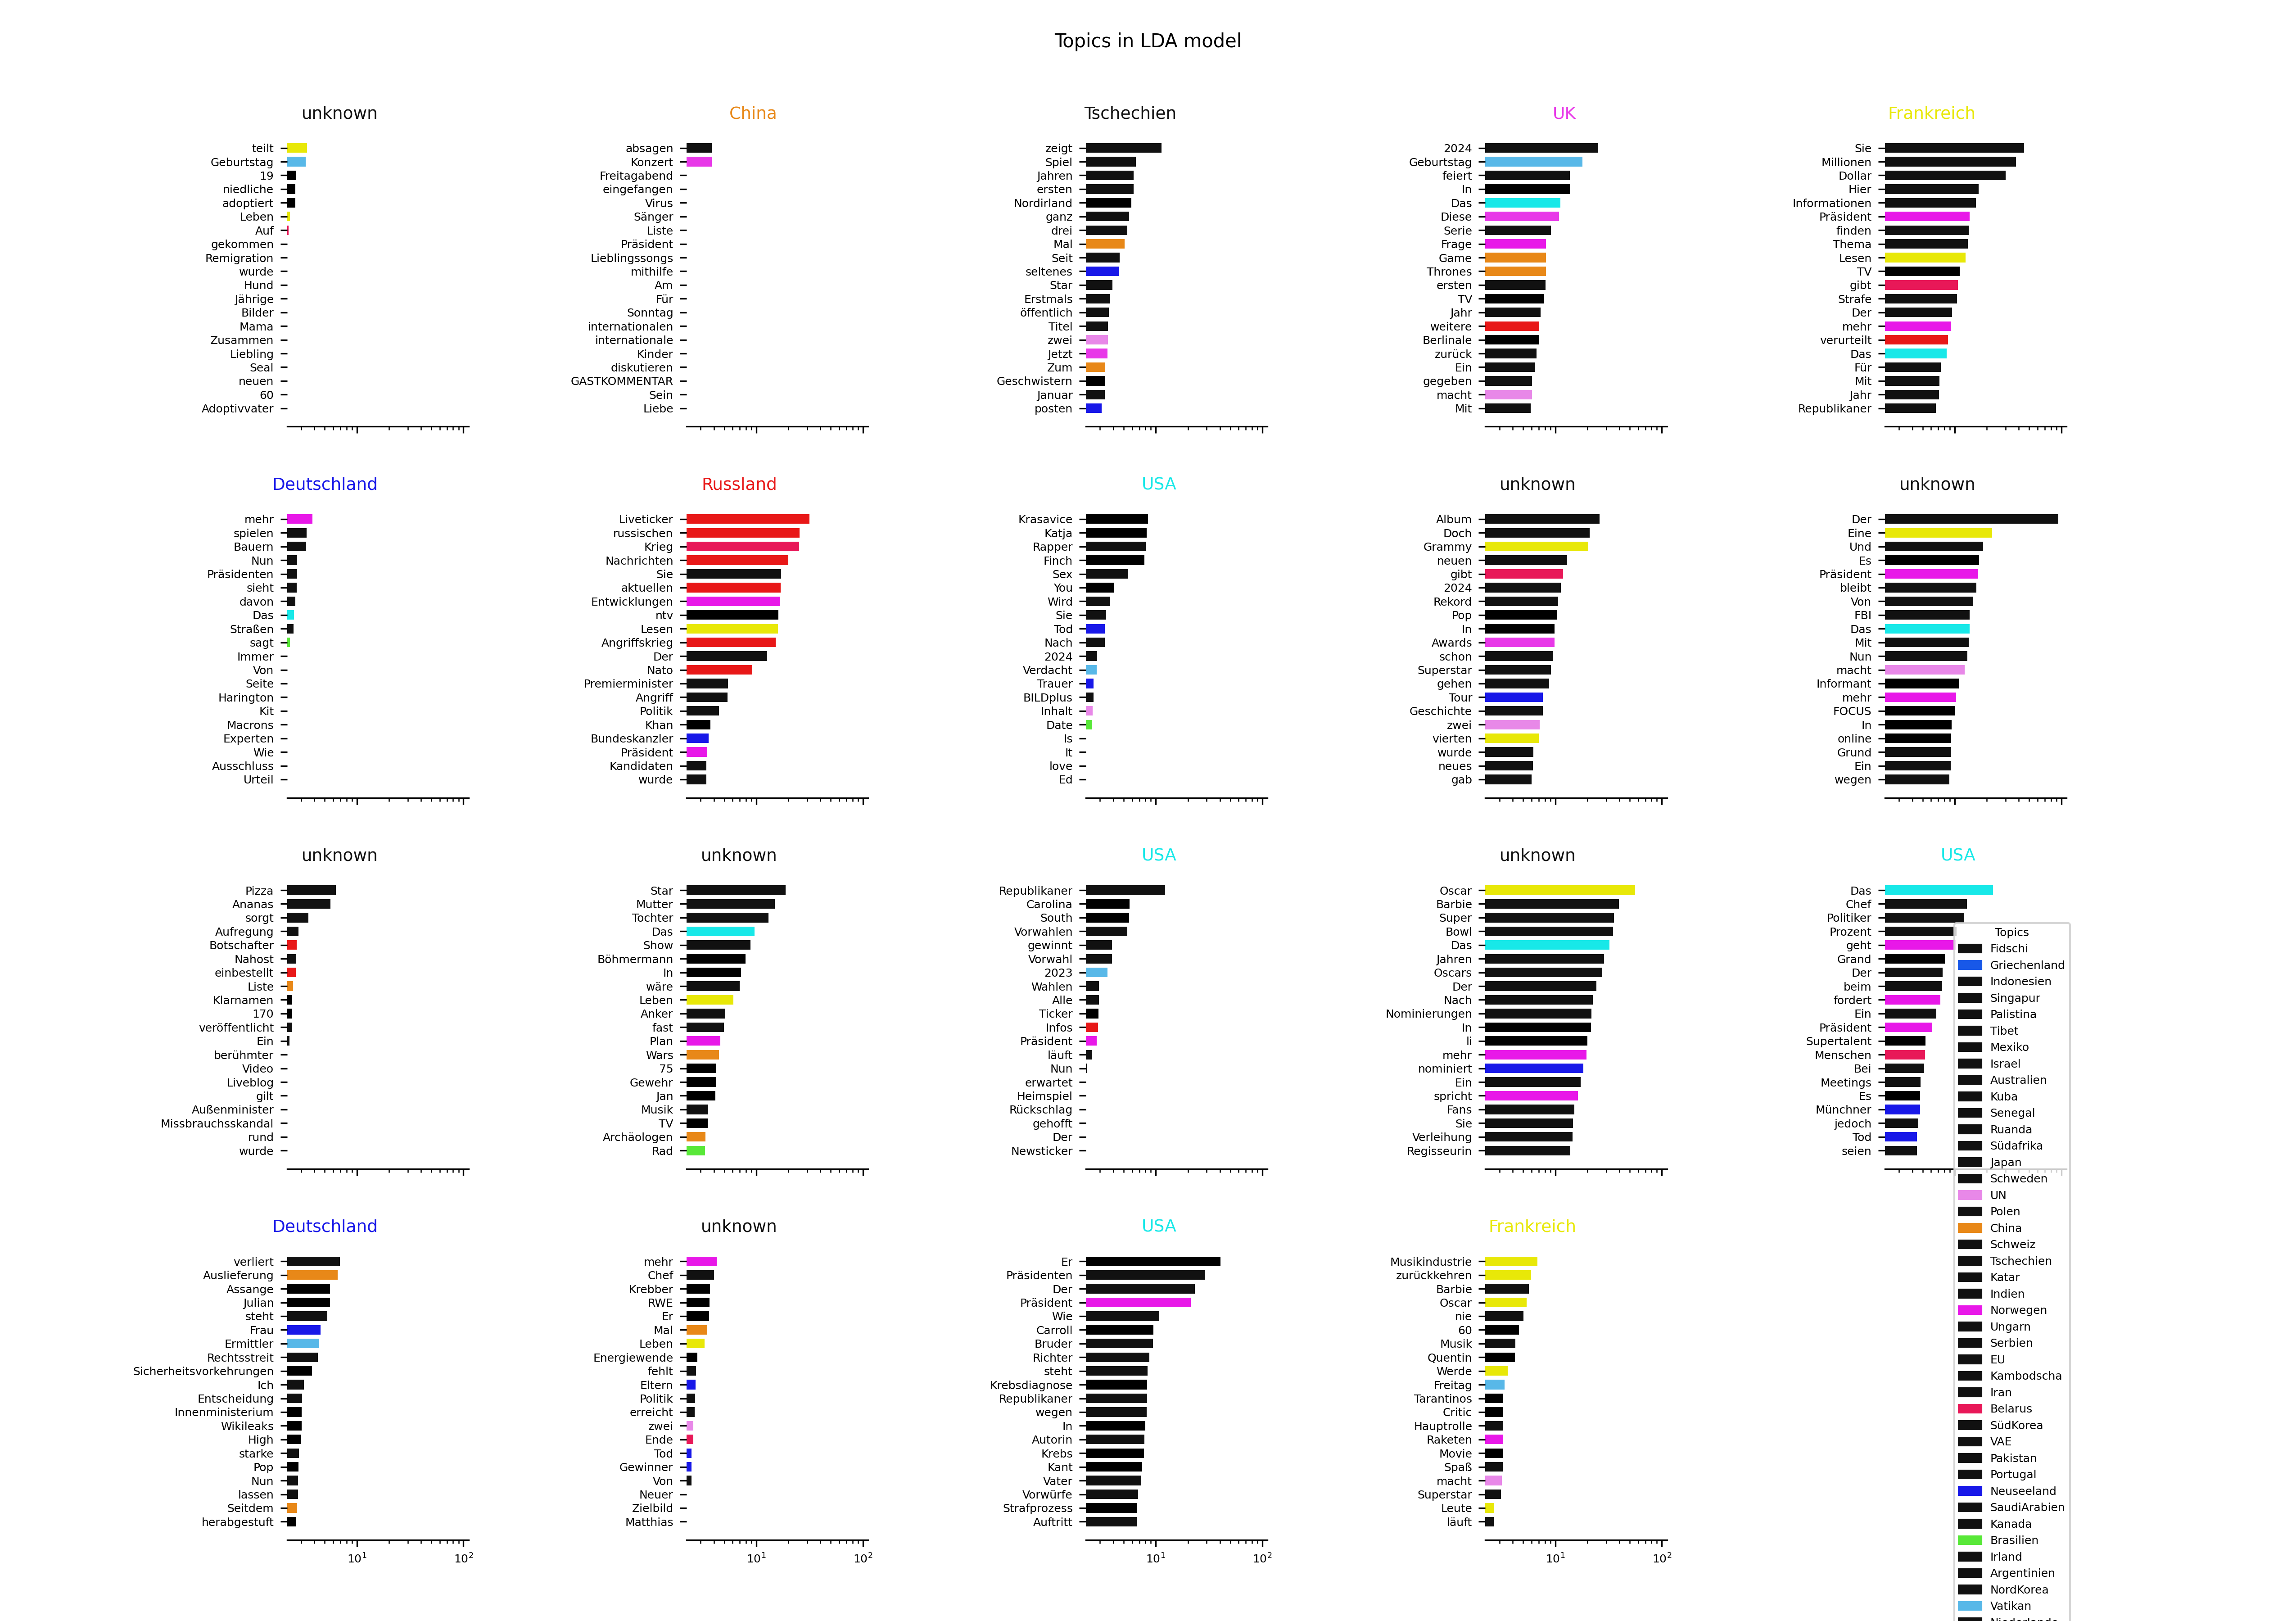 Topics in LDA model
unknown
teilt
Geburtstag
19
niedliche
adoptiert
Leben
Auf
gekommen
Remigration
wurde
Hund
Jährige
Bilder
Mama
Zusammen
Liebling
Seal
neuen
60
Adoptivvater
China
absagen
Konzert
Freitagabend
eingefangen
Virus
Sänger
Liste
Präsident
Lieblingssongs
mithilfe
Am
Für
Sonntag
internationalen
internationale
Kinder
diskutieren
GASTKOMMENTAR
Sein
Liebe
Tschechien
zeigt
Spiel
Jahren
ersten
Nordirland
ganz
drei
Mal
Seit
seltenes
Star
Erstmals
öffentlich
Titel
zwei
Jetzt
Zum
Geschwistern
Januar
posten
UK
2024
Geburtstag
feiert
In
Das
Diese
Serie
Frage
Game
Thrones
ersten
TV
Jahr
weitere
Berlinale
zurück
Ein
gegeben
macht
Mit
Frankreich
Sie
Millionen
Dollar
Hier
Informationen
Präsident
finden
Thema
Lesen
TV
gibt
Strafe
Der
mehr
verurteilt
Das
Für
Mit
Jahr
Republikaner
Deutschland
mehr
spielen
Bauern
Nun
Präsidenten
sieht
davon
Das
Straßen
sagt
Immer
Von
Seite
Harington
Kit
Macrons
Experten
Wie
Ausschluss
Urteil
Russland
Liveticker
russischen
Krieg
Nachrichten
Sie
aktuellen
Entwicklungen
ntv
Lesen
Angriffskrieg
Der
Nato
Premierminister
Angriff
Politik
Khan
Bundeskanzler
Präsident
Kandidaten
wurde
USA
Krasavice
Katja
Rapper
Finch
Sex
You
Wird
Sie
Tod
Nach
2024
Verdacht
Trauer
BILDplus
Inhalt
Date
Is
It
love
Ed
unknown
Album
Doch
Grammy
neuen
gibt
2024
Rekord
Pop
In
Awards
schon
Superstar
gehen
Tour
Geschichte
zwei
vierten
wurde
neues
gab
unknown
Der
Eine
Und
Es
Präsident
bleibt
Von
FBI
Das
Mit
Nun
macht
Informant
mehr
FOCUS
In
online
Grund
Ein
wegen
unknown
Pizza
Ananas
sorgt
Aufregung
Botschafter
Nahost
einbestellt
Liste
Klarnamen
170
veröffentlicht
Ein
berühmter
Video
Liveblog
gilt
Außenminister
Missbrauchsskandal
rund
wurde
unknown
Star
Mutter
Tochter
Das
Show
Böhmermann
In
wäre
Leben
Anker
fast
Plan
Wars
75
Gewehr
Jan
Musik
TV
Archäologen
Rad
USA
Republikaner
Carolina
South
Vorwahlen
gewinnt
Vorwahl
2023
Wahlen
Alle
Ticker
Infos
Präsident
läuft
Nun
erwartet
Heimspiel
Rückschlag
gehofft
Der
Newsticker
unknown
Oscar
Barbie
Super
Bowl
Das
Jahren
Oscars
Der
Nach
Nominierungen
In
li
mehr
nominiert
Ein
spricht
Fans
Sie
Verleihung
Regisseurin
USA
Das
Chef
Politiker
Prozent
geht
Grand
Der
beim
fordert
Ein
Präsident
Supertalent
Menschen
Bei
Meetings
Es
Münchner
jedoch
Tod
seien
Deutschland
verliert
Auslieferung
Assange
Julian
steht
Frau
Ermittler
Rechtsstreit
Sicherheitsvorkehrungen
Ich
Entscheidung
Innenministerium
Wikileaks
High
starke
Pop
Nun
lassen
Seitdem
herabgestuft
10¹ 10²
unknown
mehr
Chef
Krebber
RWE
Er
Mal
Leben
Energiewende
fehlt
Eltern
Politik
erreicht
zwei
Ende
Tod
Gewinner
Von
Neuer
Zielbild
Matthias
10¹ 10²
USA
Er
Präsidenten
Der
Präsident
Wie
Carroll
Bruder
Richter
steht
Krebsdiagnose
Republikaner
wegen
In
Autorin
Krebs
Kant
Vater
Vorwürfe
Strafprozess
Auftritt
10¹ 10²
Frankreich
Musikindustrie
zurückkehren
Barbie
Oscar
nie
60
Musik
Quentin
Werde
Freitag
Tarantinos
Critic
Hauptrolle
Raketen
Movie
Spaß
macht
Superstar
Leute
läuft
10¹ 10²
Topics
Fidschi
Griechenland
Indonesien
Singapur
Palistina
Tibet
Mexiko
Israel
Australien
Kuba
Senegal
Ruanda
Südafrika
Japan
Schweden
UN
Polen
China
Schweiz
Tschechien
Katar
Indien
Norwegen
Ungarn
Serbien
EU
Kambodscha
Iran
Belarus
SüdKorea
VAE
Pakistan
Portugal
Neuseeland
SaudiArabien
Kanada
Brasilien
Irland
Argentinien
NordKorea
Vatikan